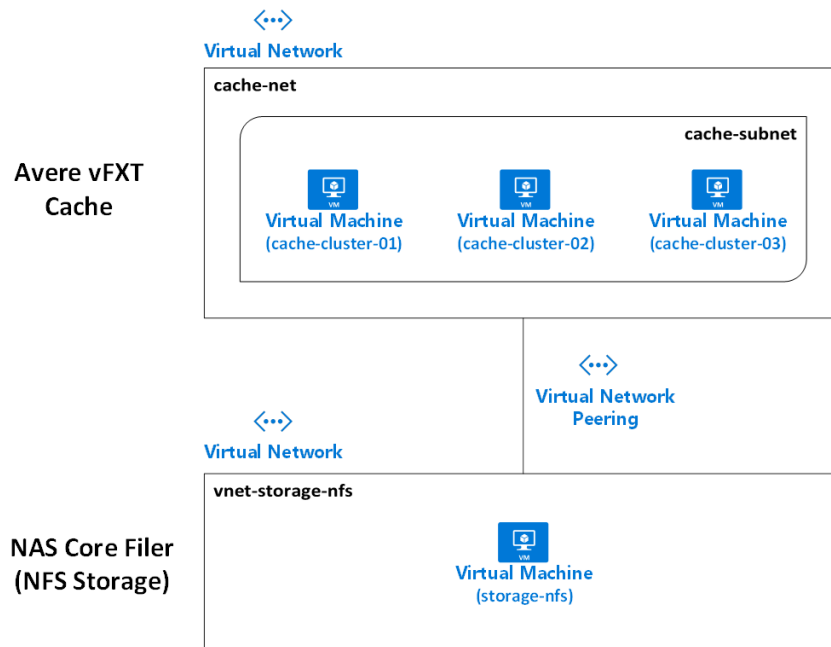 Virtual Network
cache-net
cache-subnet
Avere vFXT
Cache
VM
VM
VM
Virtual Machine
(cache-cluster-01)
Virtual Machine
(cache-cluster-02)
Virtual Machine
(cache-cluster-03)
Virtual Network
Peering
Virtual Network
vnet-storage-nfs
NAS Core Filer
(NFS Storage)
VM
Virtual Machine
(storage-nfs)